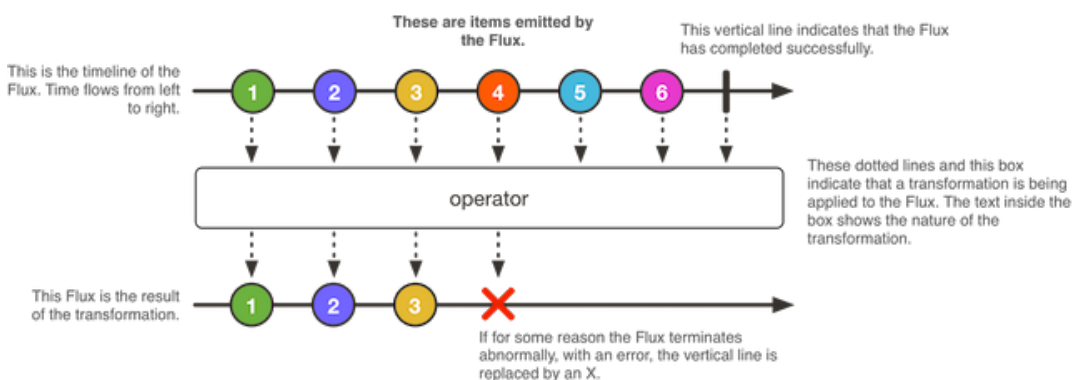 These are items emitted by
the Flux.
This vertical line indicates that the Flux
has completed successfully.
This is the timeline of the
Flux. Time flows from left
to right.
1 2 3 4 5 6
These dotted lines and this box
indicate that a transformation is being
applied to the Flux. The text inside the
box shows the nature of the
transformation.
operator
This Flux is the result
of the transformation.
1 2 3
If for some reason the Flux terminates
abnormally, with an error, the vertical line is
replaced by an X.